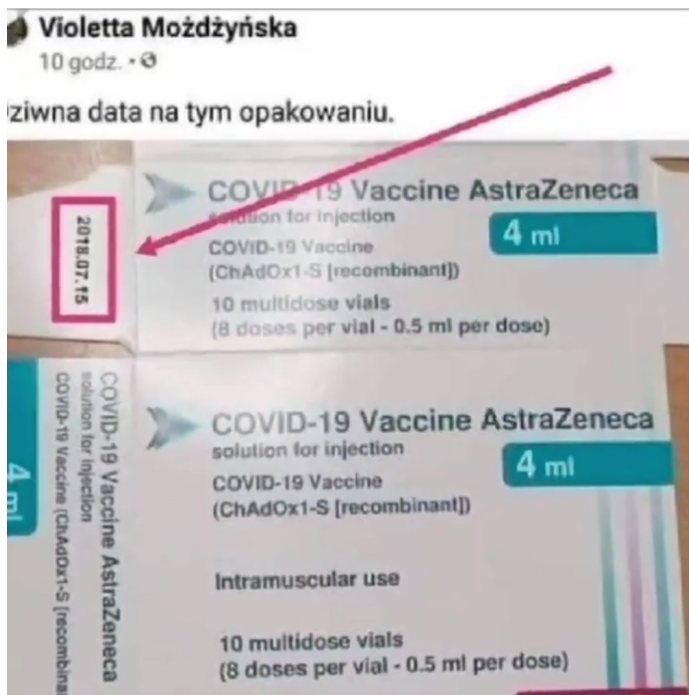 Violetta Możdżyńska
10 godz. ·
ziwna data na tym opakowaniu.
2018.07.15
COVID-19 Vaccine AstraZeneca
solution for injection
4 ml
COVID-19 Vaccine
(ChAdOx1-S [recombinant])
10 multidose vials
(8 doses per vial - 0.5 ml per dose)
COVID-19 Vaccine AstraZeneca
solution for injection
4 ml
COVID-19 Vaccine
(ChAdOx1-S [recombinant])
Intramuscular use
10 multidose vials
(8 doses per vial - 0.5 ml per dose)
COVID-19 Vaccine AstraZeneca
solution for injection
COVID-19 Vaccine (ChAdOx1-S [recombina
4 ml